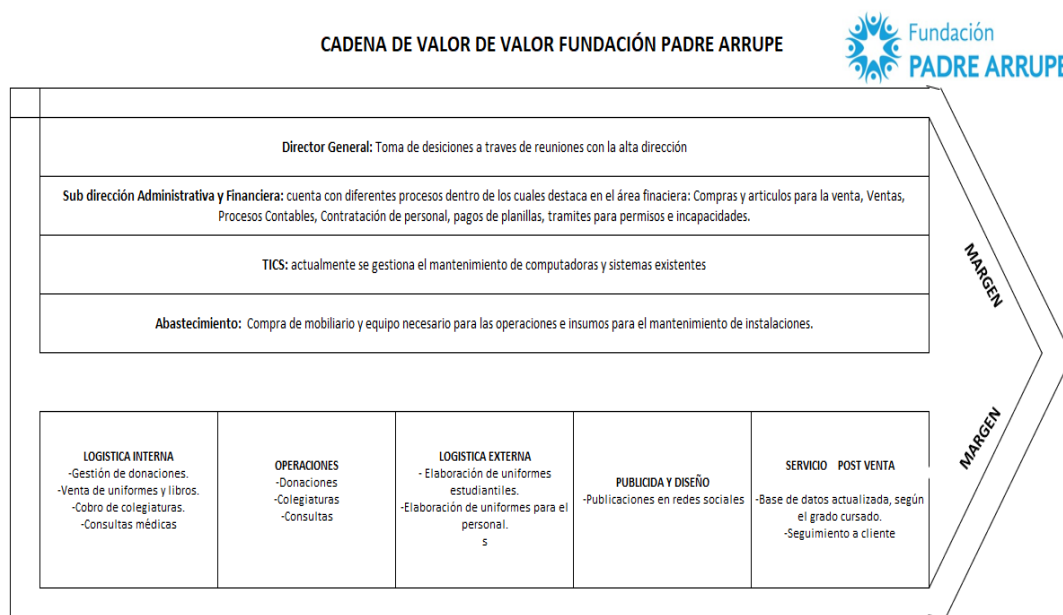 CADENA DE VALOR DE VALOR FUNDACIÓN PADRE ARRUPE
Fundación
PADRE ARRUPE
Director General: Toma de desiciones a traves de reuniones con la alta dirección
Sub dirección Administrativa y Financiera: cuenta con diferentes procesos dentro de los cuales destaca en el área finaciera: Compras y articulos para la venta, Ventas,
Procesos Contables, Contratación de personal, pagos de planillas, tramites para permisos e incapacidades.
TICS: actualmente se gestiona el mantenimiento de computadoras y sistemas existentes
Abastecimiento: Compra de mobiliario y equipo necesario para las operaciones e insumos para el mantenimiento de instalaciones.
MARGEN
MARGEN
LOGISTICA INTERNA
-Gestión de donaciones.
-Venta de uniformes y libros.
-Cobro de colegiaturas.
-Consultas médicas
OPERACIONES
-Donaciones
-Colegiaturas
-Consultas
LOGISTICA EXTERNA
- Elaboración de uniformes
estudiantiles.
-Elaboración de uniformes para el
personal.
s
PUBLICIDA Y DISEÑO
-Publicaciones en redes sociales
SERVICIO POST VENTA
-Base de datos actualizada, según
el grado cursado.
-Seguimiento a cliente